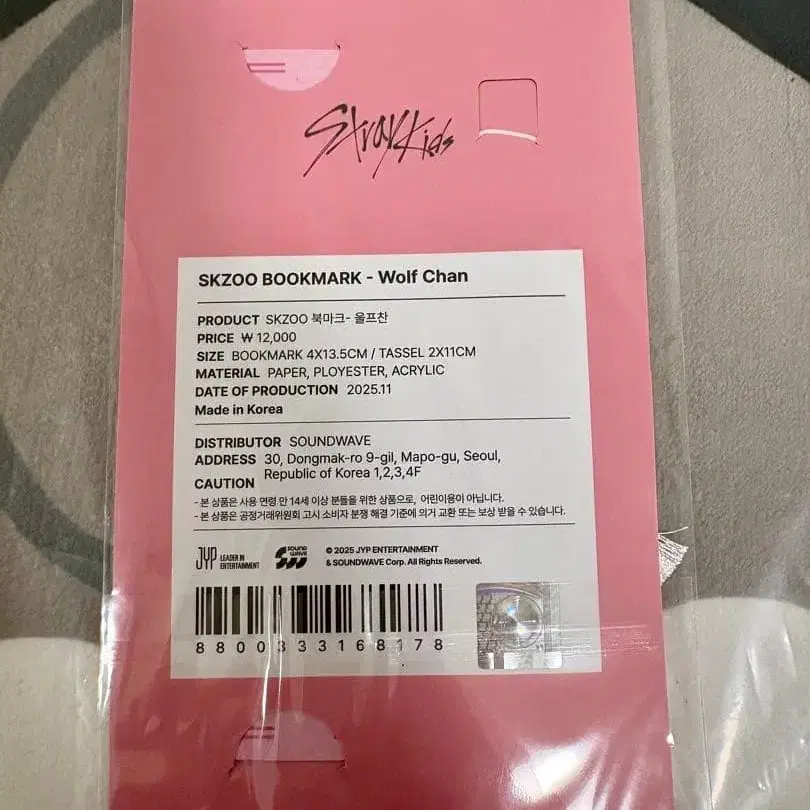 Stray Kids
SKZOO BOOKMARK - Wolf Chan
PRODUCT SKZOO 북마크- 울프찬
PRICE ₩ 12,000
SIZE BOOKMARK 4X13.5CM / TASSEL 2X11CM
MATERIAL PAPER, PLOYESTER, ACRYLIC
DATE OF PRODUCTION 2025.11
Made in Korea
DISTRIBUTOR SOUNDWAVE
ADDRESS 30, Dongmak-ro 9-gil, Mapo-gu, Seoul,
Republic of Korea 1,2,3,4F
CAUTION
- 본 상품은 사용 연령 만 14세 이상 분들을 위한 상품으로, 어린이용이 아닙니다.
- 본 상품은 공정거래위원회 고시 소비자 분쟁 해결 기준에 의거 교환 또는 보상 받을 수 있습니다.
JYP LEADER IN
ENTERTAINMENT
SOUND
WAVE
© 2025 JYP ENTERTAINMENT
& SOUNDWAVE Corp. All Rights Reserved.
8800333168178